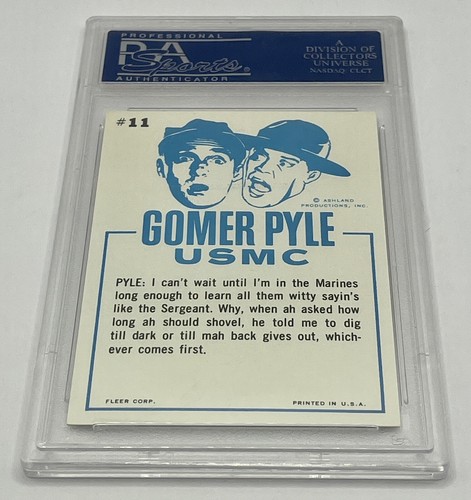 PROFESSIONAL
PSA
Sports
AUTHENTICATOR
A
DIVISION OF
COLLECTORS
UNIVERSE
NASDAQ: CLCT
#11
© ASHLAND
PRODUCTIONS, INC.
GOMER PYLE
USMC
PYLE: I can't wait until I'm in the Marines
long enough to learn all them witty sayin's
like the Sergeant. Why, when ah asked how
long ah should shovel, he told me to dig
till dark or till mah back gives out, which-
ever comes first.
FLEER CORP.
PRINTED IN U.S.A.